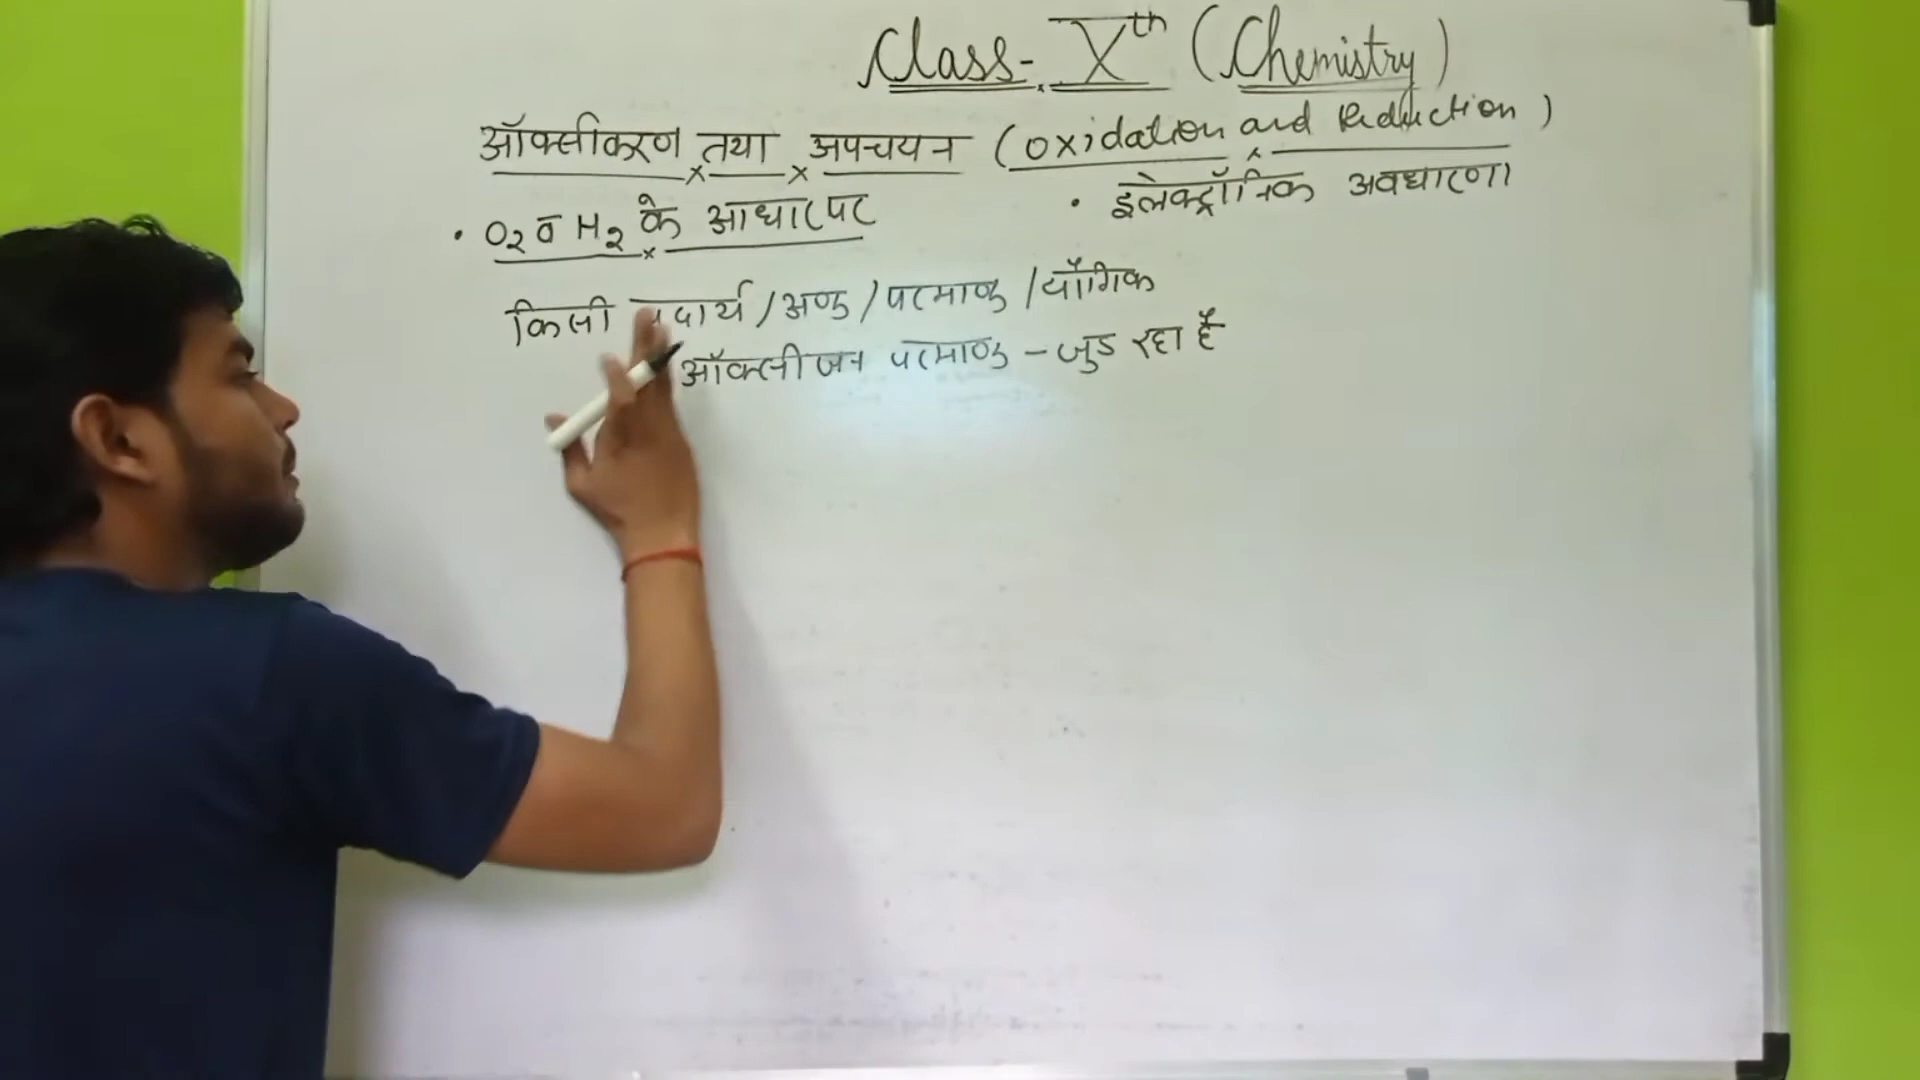 Class- Xth (Chemistry)
ऑक्सीकरण तथा अपचयन (Oxidation and Reduction)
• O2 व H2 के आधार पर
• इलेक्ट्रॉनिक अवधारणा
किसी पदार्थ / अणु / परमाणु / यौगिक
ऑक्सीजन परमाणु - जुड रहा है